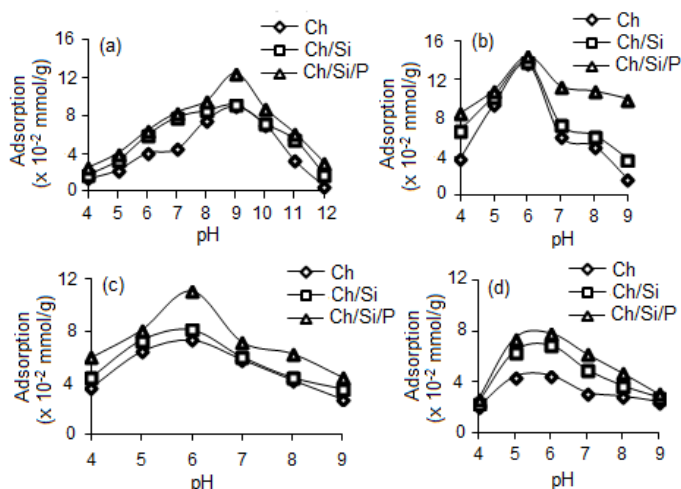 (a)
Ch
Ch/Si
Ch/Si/P
16
12
8
4
0
Adsorption
(x 10-2 mmol/g)
4 5 6 7 8 9 10 11 12
pH
(b)
Ch
Ch/Si
Ch/Si/P
16
12
8
4
0
Adsorption
(x 10-2 mmol/g)
4 5 6 7 8 9
pH
(c)
Ch
Ch/Si
Ch/Si/P
12
8
4
0
Adsorption
(x 10-2 mmol/g)
4 5 6 7 8 9
pH
(d)
Ch
Ch/Si
Ch/Si/P
12
8
4
0
Adsorption
(x 10-2 mmol/g)
4 5 6 7 8 9
pH